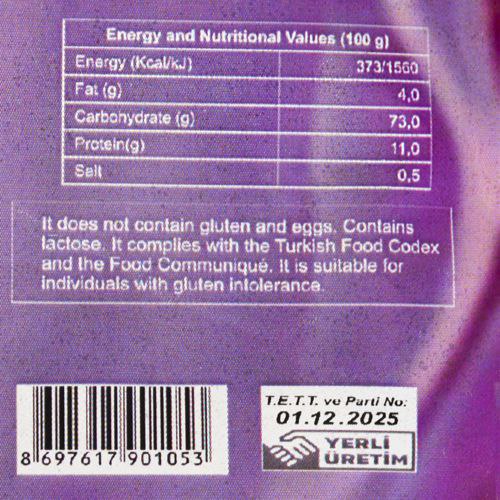 Energy and Nutritional Values (100 g)
Energy (Kcal/kJ) 373/1560
Fat (g) 4,0
Carbohydrate (g) 73,0
Protein(g) 11,0
Salt 0,5
It does not contain gluten and eggs. Contains
lactose. It complies with the Turkish Food Codex
and the Food Communiqué. It is suitable for
individuals with gluten intolerance.
8 697617 901053
T.E.T.T. ve Parti No:
01.12.2025
YERLİ
ÜRETİM